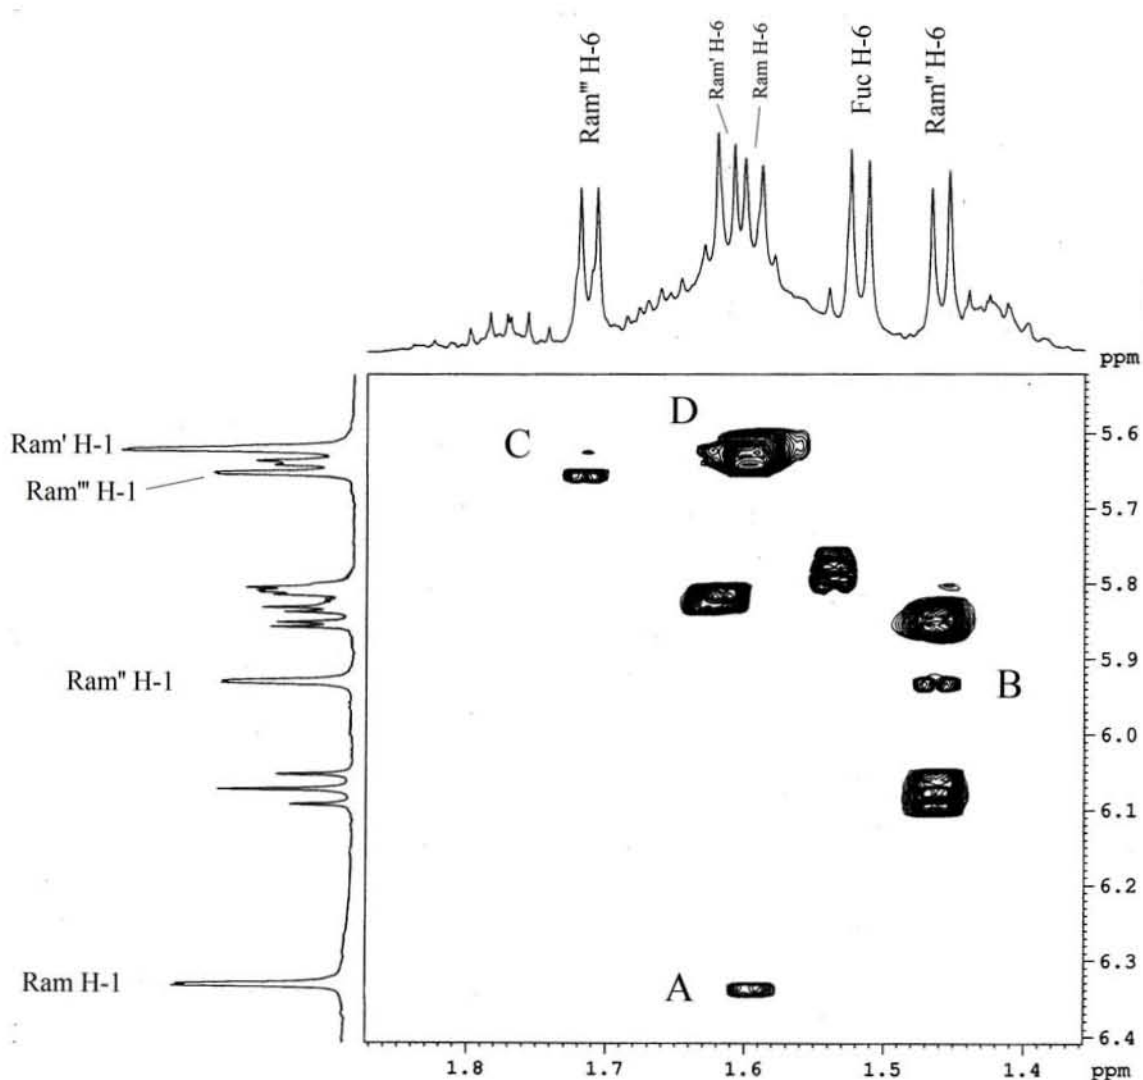 Ram''' H-6
Ram' H-6
Ram H-6
Fuc H-6
Ram'' H-6
ppm
Ram' H-1
Ram''' H-1
Ram'' H-1
Ram H-1
C
D
B
A
5.6
5.7
5.8
5.9
6.0
6.1
6.2
6.3
6.4
1.8
1.7
1.6
1.5
1.4
ppm